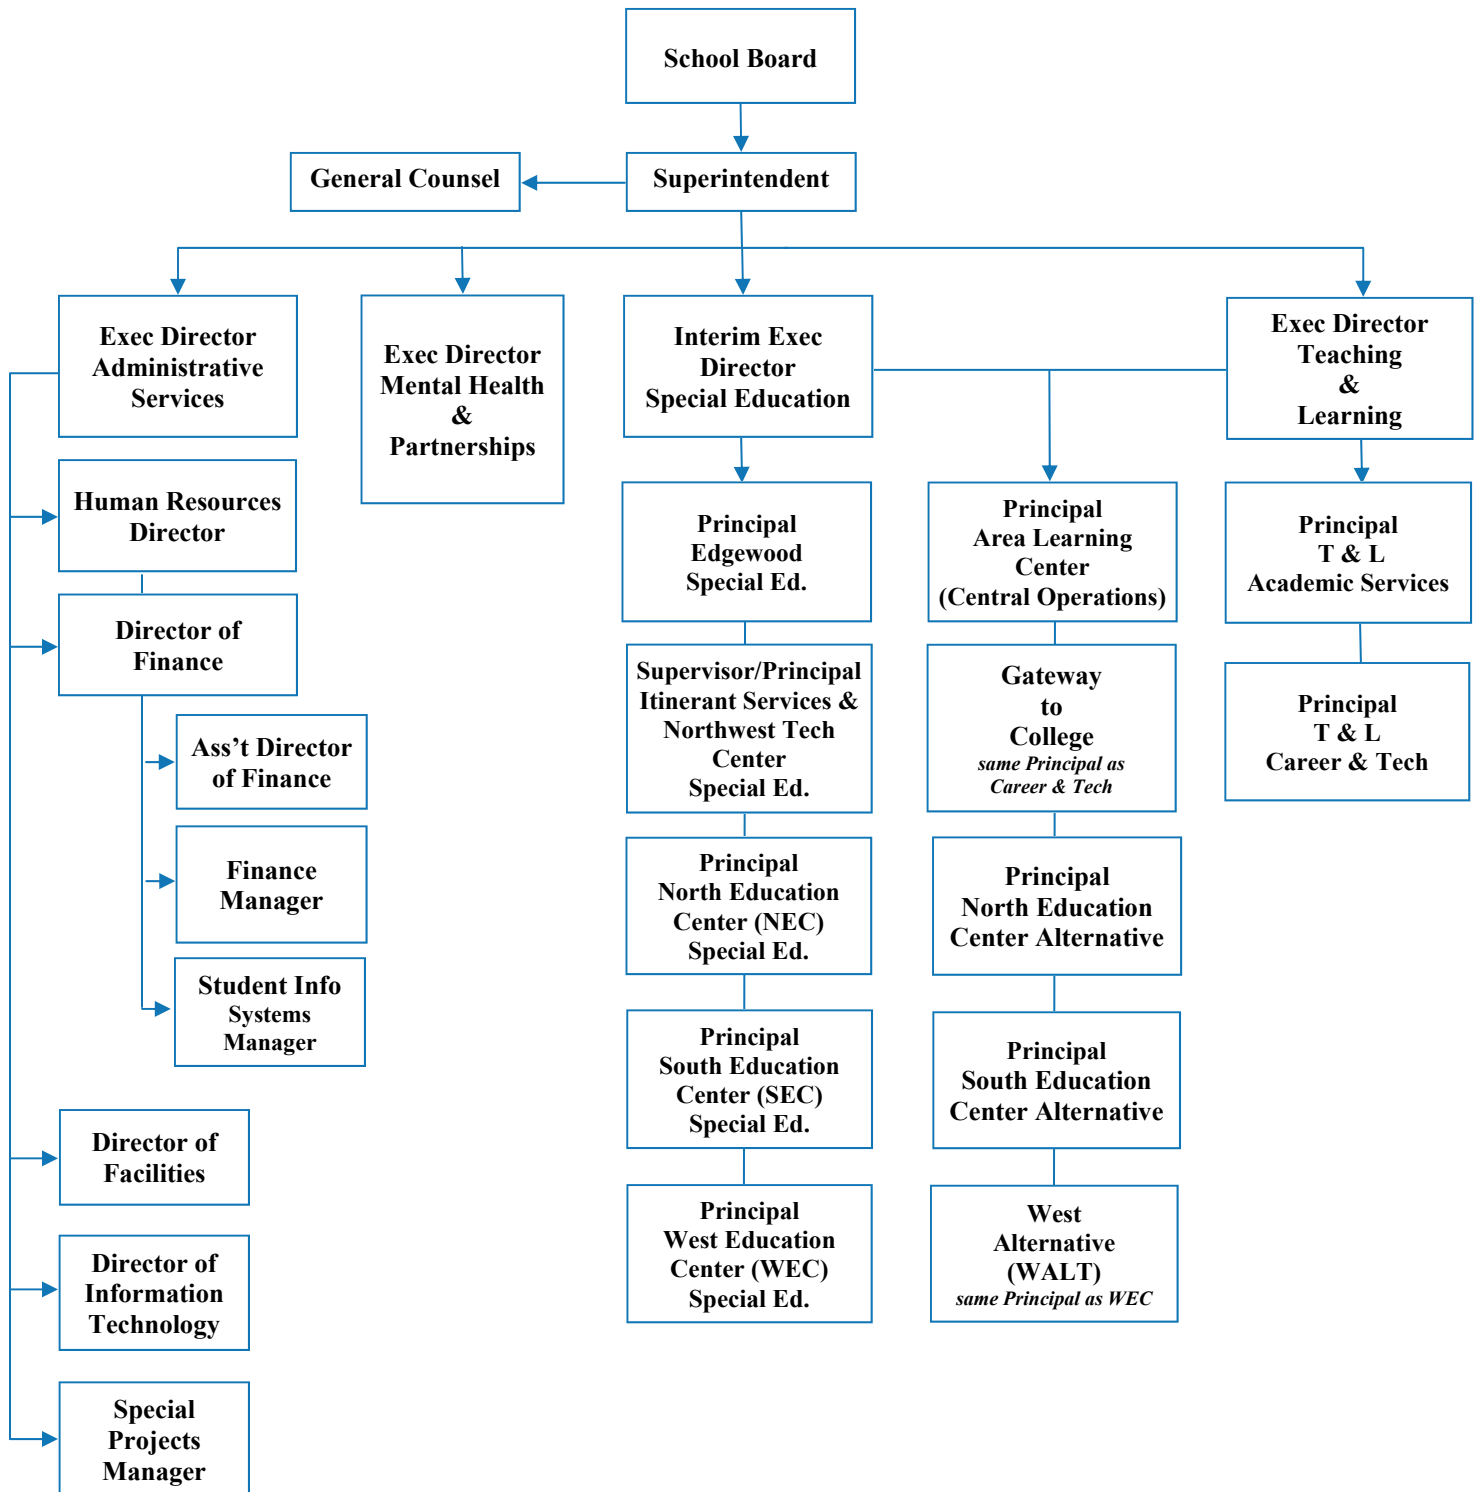 School Board
General Counsel
Superintendent
Exec Director
Administrative
Services
Exec Director
Mental Health
&
Partnerships
Interim Exec
Director
Special Education
Exec Director
Teaching
&
Learning
Human Resources
Director
Director of
Finance
Ass’t Director
of Finance
Finance
Manager
Student Info
Systems
Manager
Director of
Facilities
Director of
Information
Technology
Special
Projects
Manager
Principal
Edgewood
Special Ed.
Supervisor/Principal
Itinerant Services &
Northwest Tech
Center
Special Ed.
Principal
North Education
Center (NEC)
Special Ed.
Principal
South Education
Center (SEC)
Special Ed.
Principal
West Education
Center (WEC)
Special Ed.
Principal
Area Learning
Center
(Central Operations)
Gateway
to
College
same Principal as
Career & Tech
Principal
North Education
Center Alternative
Principal
South Education
Center Alternative
West
Alternative
(WALT)
same Principal as WEC
Principal
T & L
Academic Services
Principal
T & L
Career & Tech